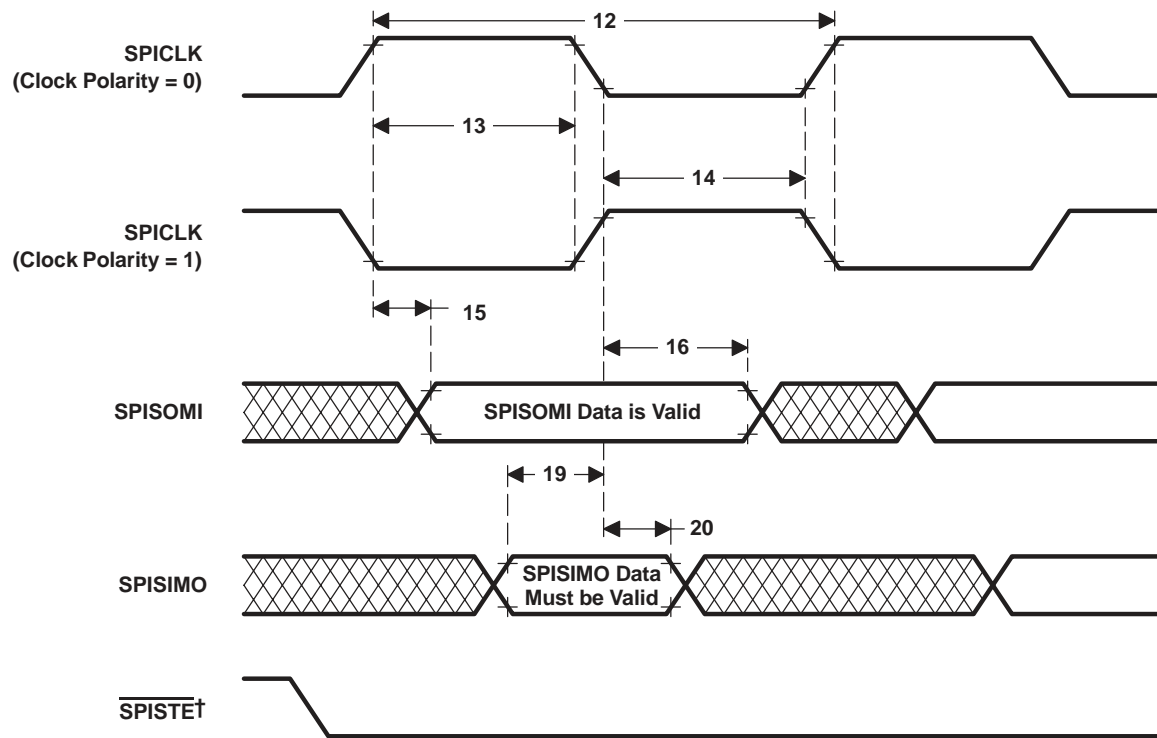 12
SPICLK
(Clock Polarity = 0)
13
14
SPICLK
(Clock Polarity = 1)
15
16
SPISOMI
SPISOMI Data is Valid
19
20
SPISIMO
SPISIMO Data
Must be Valid
SPISTE†